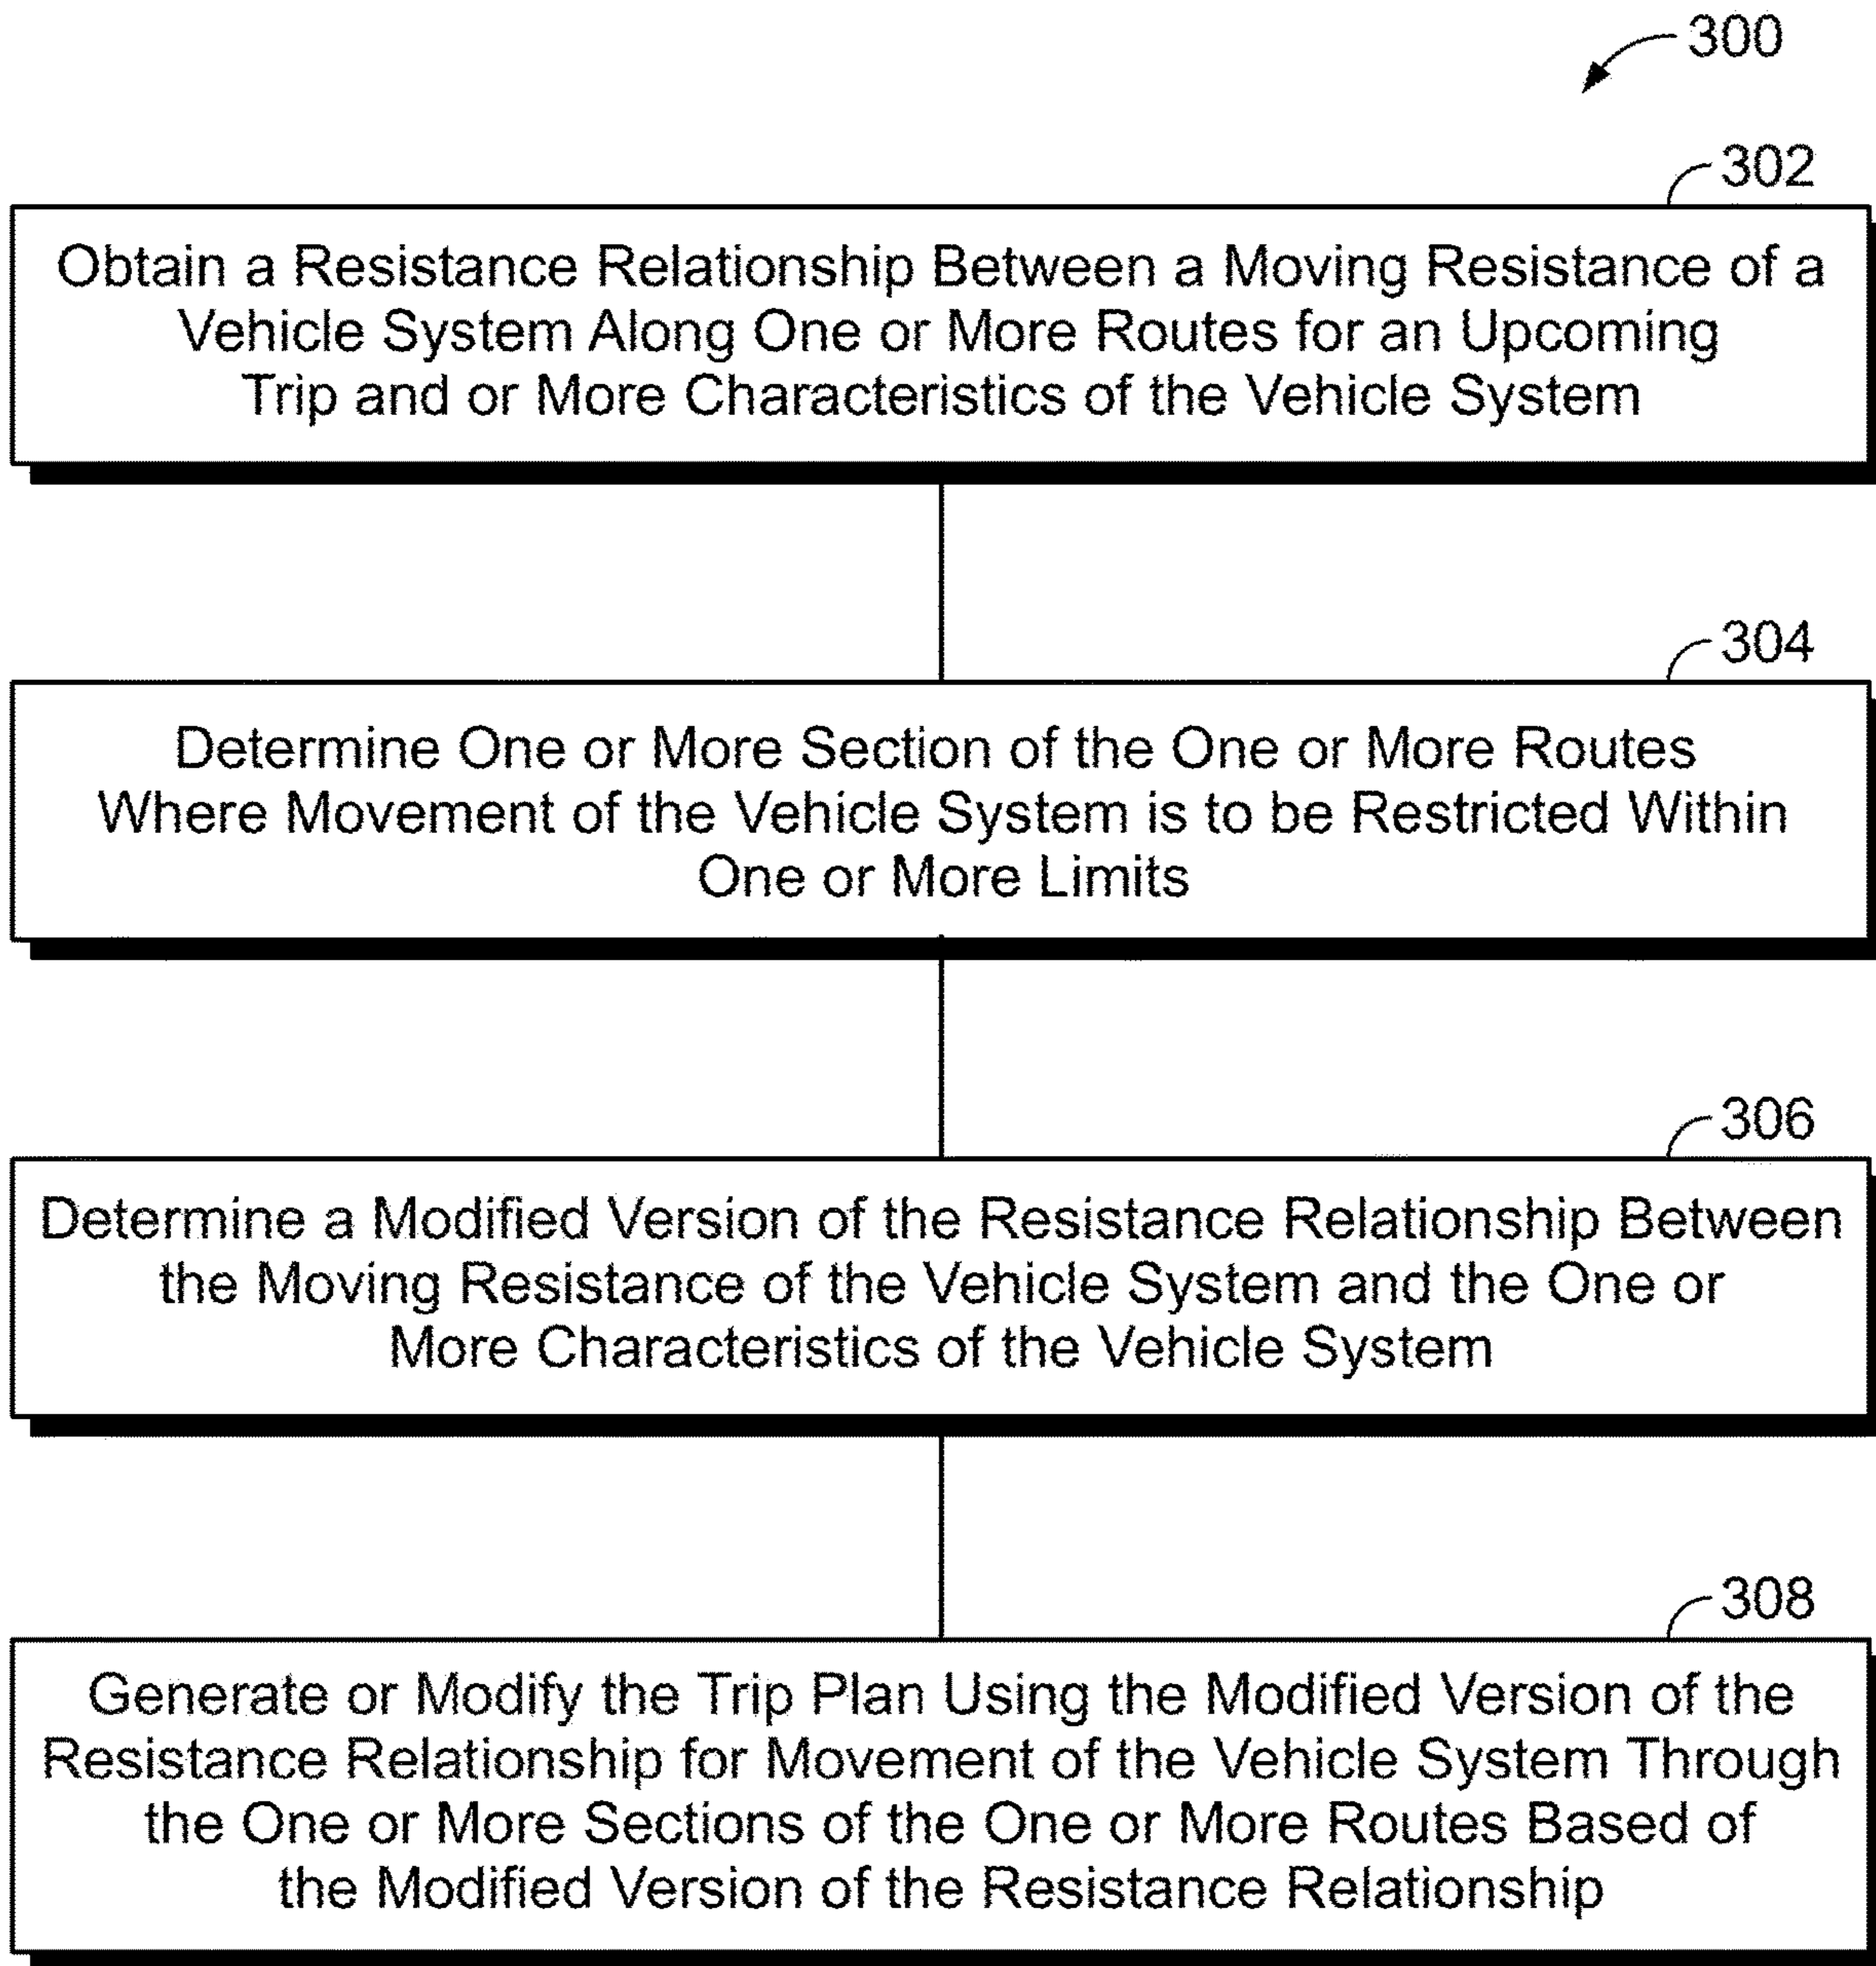 300
302
Obtain a Resistance Relationship Between a Moving Resistance of a
Vehicle System Along One or More Routes for an Upcoming
Trip and or More Characteristics of the Vehicle System
304
Determine One or More Section of the One or More Routes
Where Movement of the Vehicle System is to be Restricted Within
One or More Limits
306
Determine a Modified Version of the Resistance Relationship Between
the Moving Resistance of the Vehicle System and the One or
More Characteristics of the Vehicle System
308
Generate or Modify the Trip Plan Using the Modified Version of the
Resistance Relationship for Movement of the Vehicle System Through
the One or More Sections of the One or More Routes Based of
the Modified Version of the Resistance Relationship